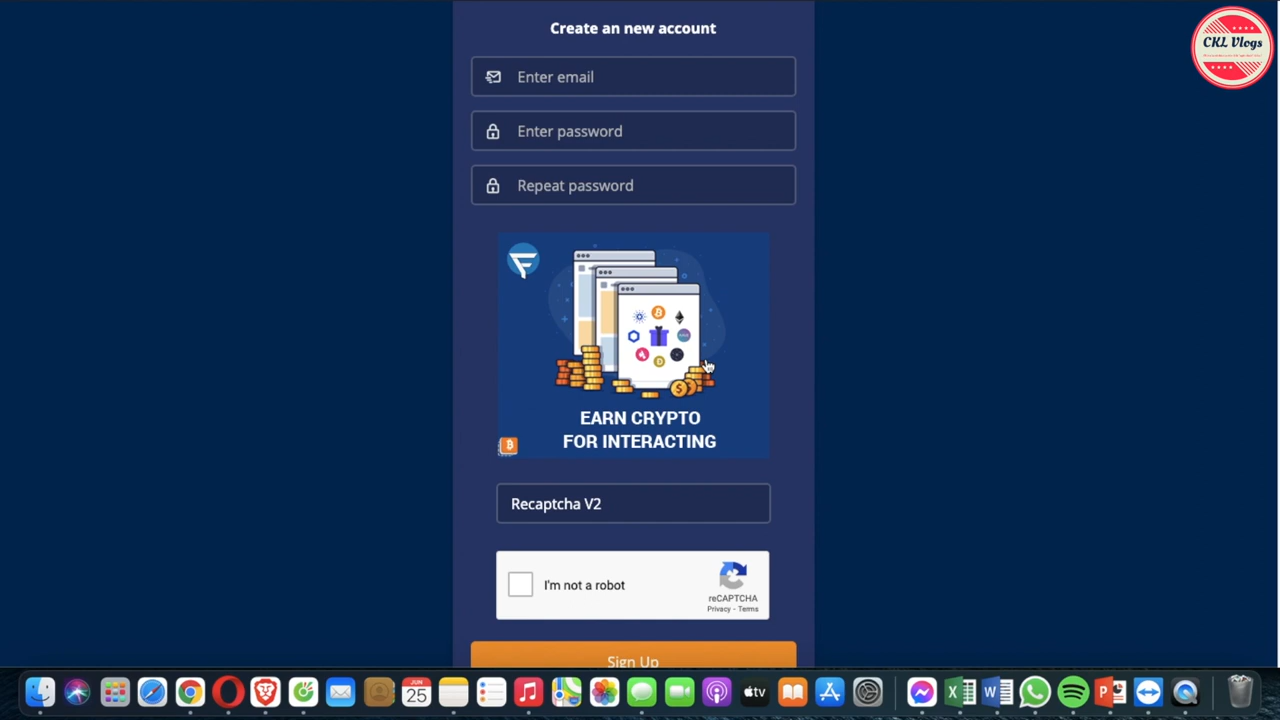 Create an new account
CKL Vlogs
Enter email
Enter password
Repeat password
EARN CRYPTO
FOR INTERACTING
Recaptcha V2
I'm not a robot
reCAPTCHA
Privacy - Terms
Sign Up
JUN
25
tv